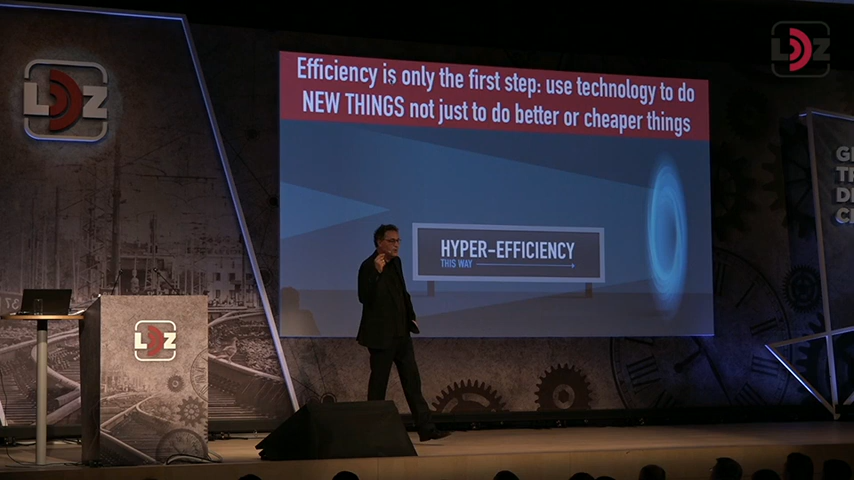 LDZ
LDZ
Efficiency is only the first step: use technology to do
NEW THINGS not just to do better or cheaper things
HYPER-EFFICIENCY
THIS WAY
LDZ